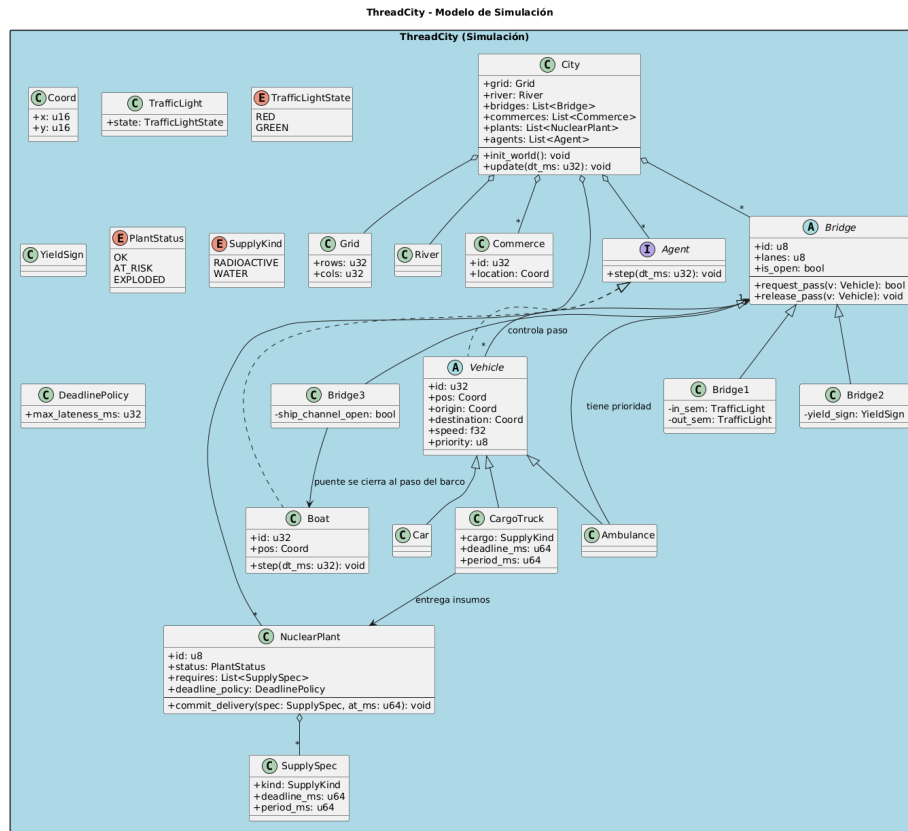 ThreadCity - Modelo de Simulación
ThreadCity (Simulación)
C City
+grid: Grid
+river: River
+bridges: List<Bridge>
+commerces: List<Commerce>
+plants: List<NuclearPlant>
+agents: List<Agent>
+init_world(): void
+update(dt_ms: u32): void
C Coord
+x: u16
+y: u16
C TrafficLight
+state: TrafficLightState
E TrafficLightState
RED
GREEN
C YieldSign
E PlantStatus
OK
AT_RISK
EXPLODED
E SupplyKind
RADIOACTIVE
WATER
C Grid
+rows: u32
+cols: u32
C River
*
C Commerce
+id: u32
+location: Coord
*
I Agent
+step(dt_ms: u32): void
*
A Bridge
+id: u8
+lanes: u8
+is_open: bool
+request_pass(v: Vehicle): bool
+release_pass(v: Vehicle): void
1
controla paso
*
C DeadlinePolicy
+max_lateness_ms: u32
C Bridge3
-ship_channel_open: bool
A Vehicle
+id: u32
+pos: Coord
+origin: Coord
+destination: Coord
+speed: f32
+priority: u8
tiene prioridad
C Bridge1
-in_sem: TrafficLight
-out_sem: TrafficLight
C Bridge2
-yield_sign: YieldSign
puente se cierra al paso del barco
C Boat
+id: u32
+pos: Coord
+step(dt_ms: u32): void
C Car
C CargoTruck
+cargo: SupplyKind
+deadline_ms: u64
+period_ms: u64
C Ambulance
entrega insumos
*
C NuclearPlant
+id: u8
+status: PlantStatus
+requires: List<SupplySpec>
+deadline_policy: DeadlinePolicy
+commit_delivery(spec: SupplySpec, at_ms: u64): void
*
C SupplySpec
+kind: SupplyKind
+deadline_ms: u64
+period_ms: u64